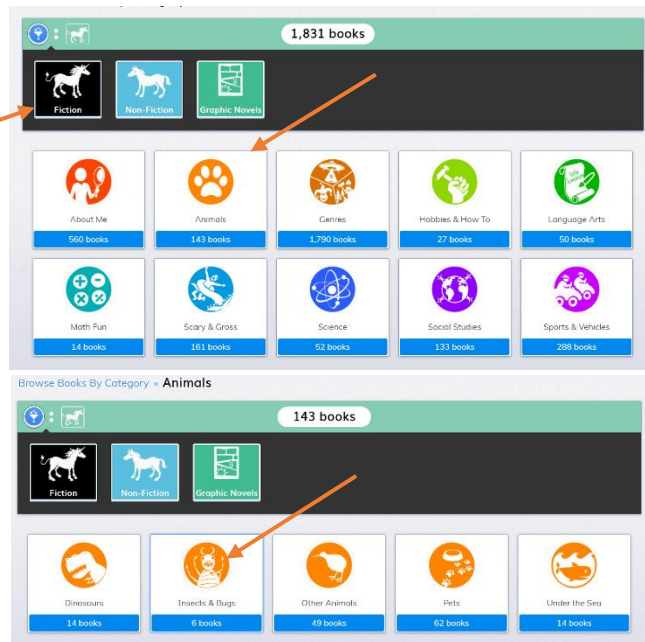 1,831 books
Fiction Non-Fiction Graphic Novels
About Me Animals Genres Hobbies & How To Language Arts
560 books 143 books 1,790 books 27 books 50 books
Math Fun Scary & Gross Science Social Studies Sports & Vehicles
14 books 161 books 52 books 133 books 288 books
Browse Books By Category » Animals
143 books
Fiction Non-Fiction Graphic Novels
Dinosaurs Insects & Bugs Other Animals Pets Under the Sea
14 books 6 books 49 books 62 books 14 books